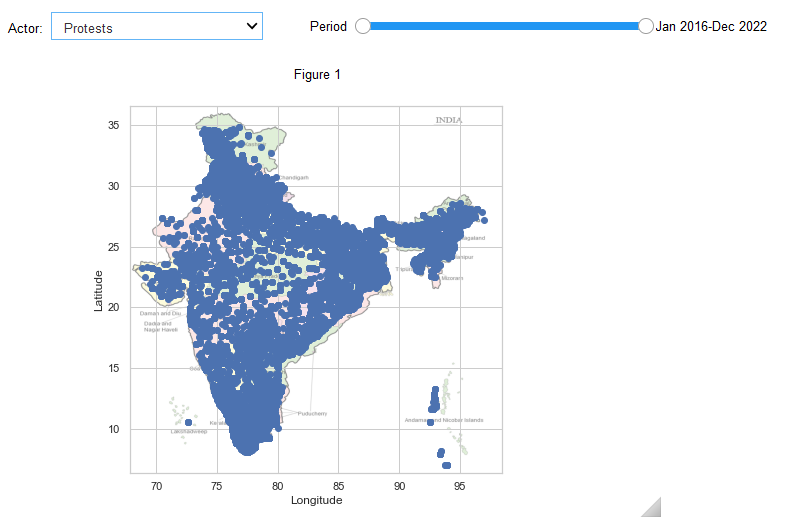 Actor: Protests Period Jan 2016-Dec 2022
Figure 1
INDIA
35
Chandigarh
30
25
Nagaland
Manipur
Tripura
Mizoram
20
Daman and Diu
Dadra and
Nagar Haveli
15
10
Lakshadweep
Puducherry
Andaman and Nicobar Islands
Latitude
70 75 80 85 90 95
Longitude